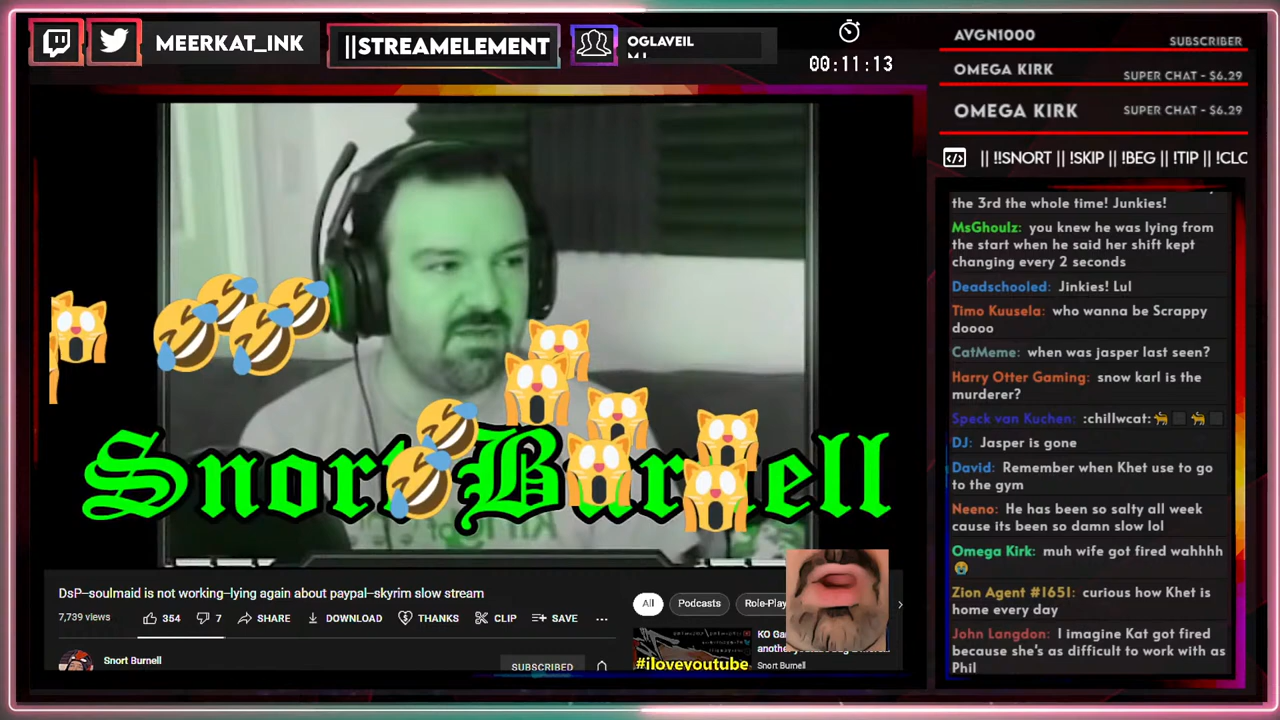 MEERKAT_INK
||STREAMELEMENT
OGLAVEIL
00:11:13
AVGN1000 SUBSCRIBER
OMEGA KIRK SUPER CHAT - $6.29
OMEGA KIRK SUPER CHAT - $6.29
|| !!SNORT || !SKIP || !BEG || !TIP || !CLO
the 3rd the whole time! Junkies!
MsGhoulz: you knew he was lying from
the start when he said her shift kept
changing every 2 seconds
Deadschooled: Jinkies! Lul
Timo Kuusela: who wanna be Scrappy
doooo
CatMeme: when was jasper last seen?
Harry Otter Gaming: snow karl is the
murderer?
Speck van Kuchen: :chillwcat:🐈⬛🐈⬛
DJ: Jasper is gone
David: Remember when Khet use to go
to the gym
Neeno: He has been so salty all week
cause its been so damn slow lol
Omega Kirk: muh wife got fired wahhhh
😭
Zion Agent #1651: curious how Khet is
home every day
John Langdon: I imagine Kat got fired
because she's as difficult to work with as
Phil
Snort Burnell
DsP--soulmaid is not working--lying again about paypal--skyrim slow stream
7,739 views 354 7 SHARE DOWNLOAD THANKS CLIP SAVE ...
Snort Burnell
SUBSCRIBED
All Podcasts Role-Play
#iloveyoutube
KO Ga
another
Snort Burnell